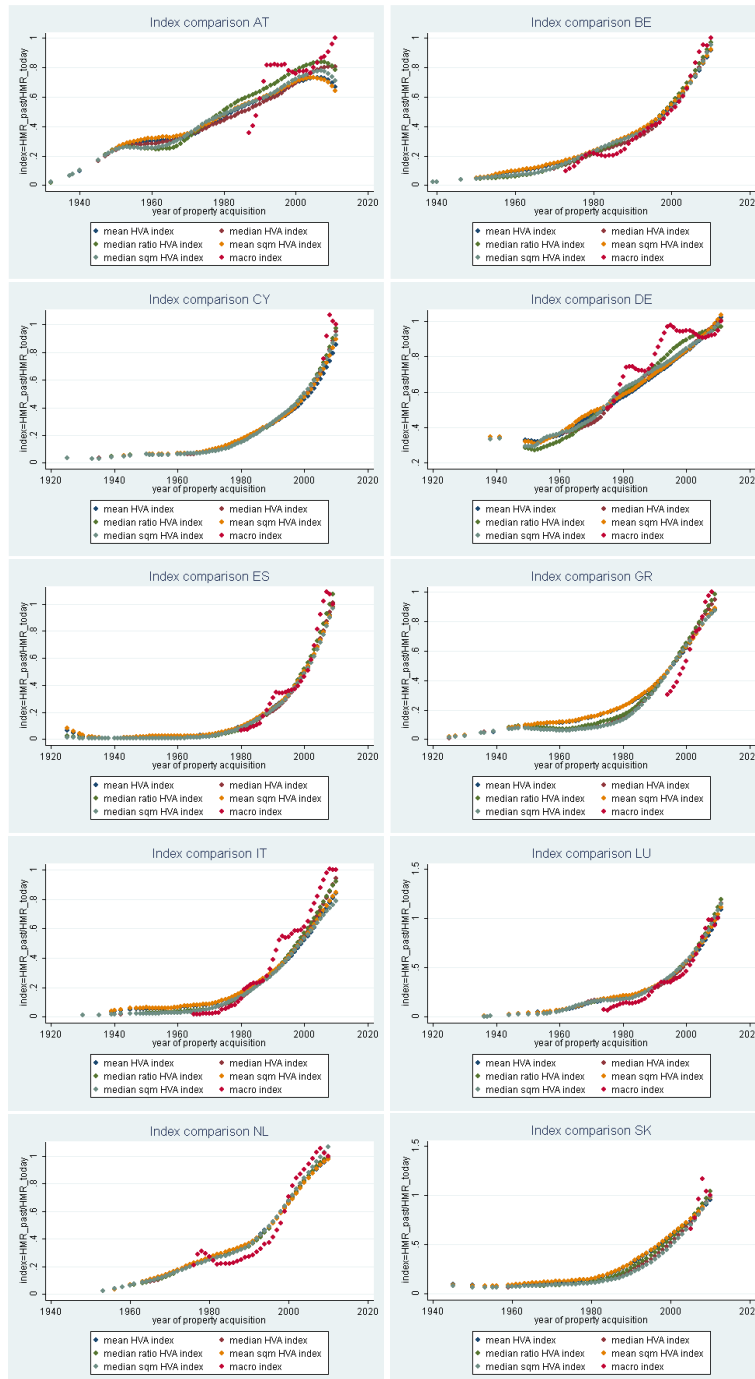 Index comparison AT
index=HMR_past/HMR_today
0 .2 .4 .6 .8 1
1940 1960 1980 2000 2020
year of property acquisition
mean HVA index median HVA index
median ratio HVA index mean sqm HVA index
median sqm HVA index macro index
Index comparison BE
index=HMR_past/HMR_today
0 .2 .4 .6 .8 1
1940 1960 1980 2000 202
year of property acquisition
mean HVA index median HVA index
median ratio HVA index mean sqm HVA index
median sqm HVA index macro index
Index comparison CY
index=HMR_past/HMR_today
0 .2 .4 .6 .8 1
1920 1940 1960 1980 2000 2020
year of property acquisition
mean HVA index median HVA index
median ratio HVA index mean sqm HVA index
median sqm HVA index macro index
Index comparison DE
index=HMR_past/HMR_today
.2 .4 .6 .8 1
1920 1940 1960 1980 2000 202
year of property acquisition
mean HVA index median HVA index
median ratio HVA index mean sqm HVA index
median sqm HVA index macro index
Index comparison ES
index=HMR_past/HMR_today
0 .2 .4 .6 .8 1
1920 1940 1960 1980 2000 2020
year of property acquisition
mean HVA index median HVA index
median ratio HVA index mean sqm HVA index
median sqm HVA index macro index
Index comparison GR
index=HMR_past/HMR_today
0 .2 .4 .6 .8 1
1920 1940 1960 1980 2000 202
year of property acquisition
mean HVA index median HVA index
median ratio HVA index mean sqm HVA index
median sqm HVA index macro index
Index comparison IT
index=HMR_past/HMR_today
0 .2 .4 .6 .8 1
1920 1940 1960 1980 2000 2020
year of property acquisition
mean HVA index median HVA index
median ratio HVA index mean sqm HVA index
median sqm HVA index macro index
Index comparison LU
index=HMR_past/HMR_today
0 .5 1 1.5
1920 1940 1960 1980 2000 202
year of property acquisition
mean HVA index median HVA index
median ratio HVA index mean sqm HVA index
median sqm HVA index macro index
Index comparison NL
index=HMR_past/HMR_today
0 .2 .4 .6 .8 1
1940 1960 1980 2000 2020
year of property acquisition
mean HVA index median HVA index
median ratio HVA index mean sqm HVA index
median sqm HVA index macro index
Index comparison SK
index=HMR_past/HMR_today
0 .5 1 1.5
1940 1960 1980 2000 202
year of property acquisition
mean HVA index median HVA index
median ratio HVA index mean sqm HVA index
median sqm HVA index macro index